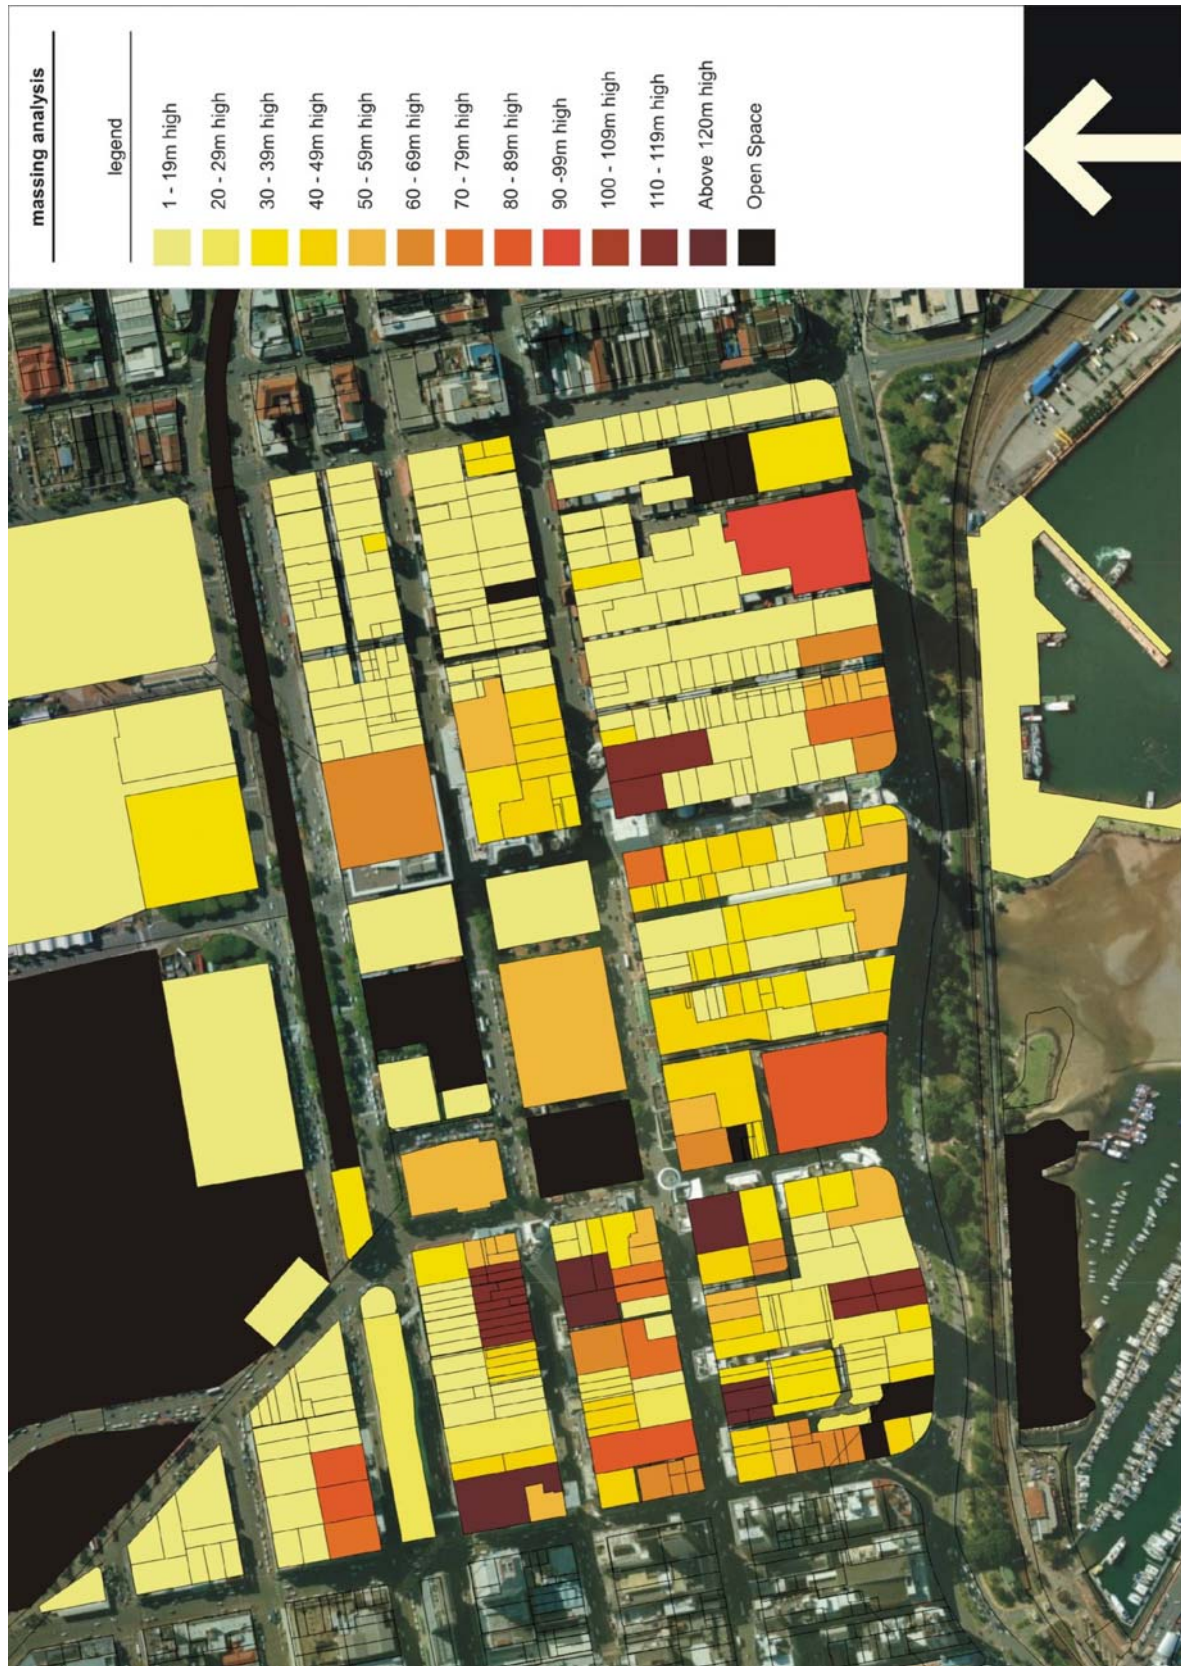 massing analysis
legend
1 - 19m high
20 - 29m high
30 - 39m high
40 - 49m high
50 - 59m high
60 - 69m high
70 - 79m high
80 - 89m high
90 -99m high
100 - 109m high
110 - 119m high
Above 120m high
Open Space